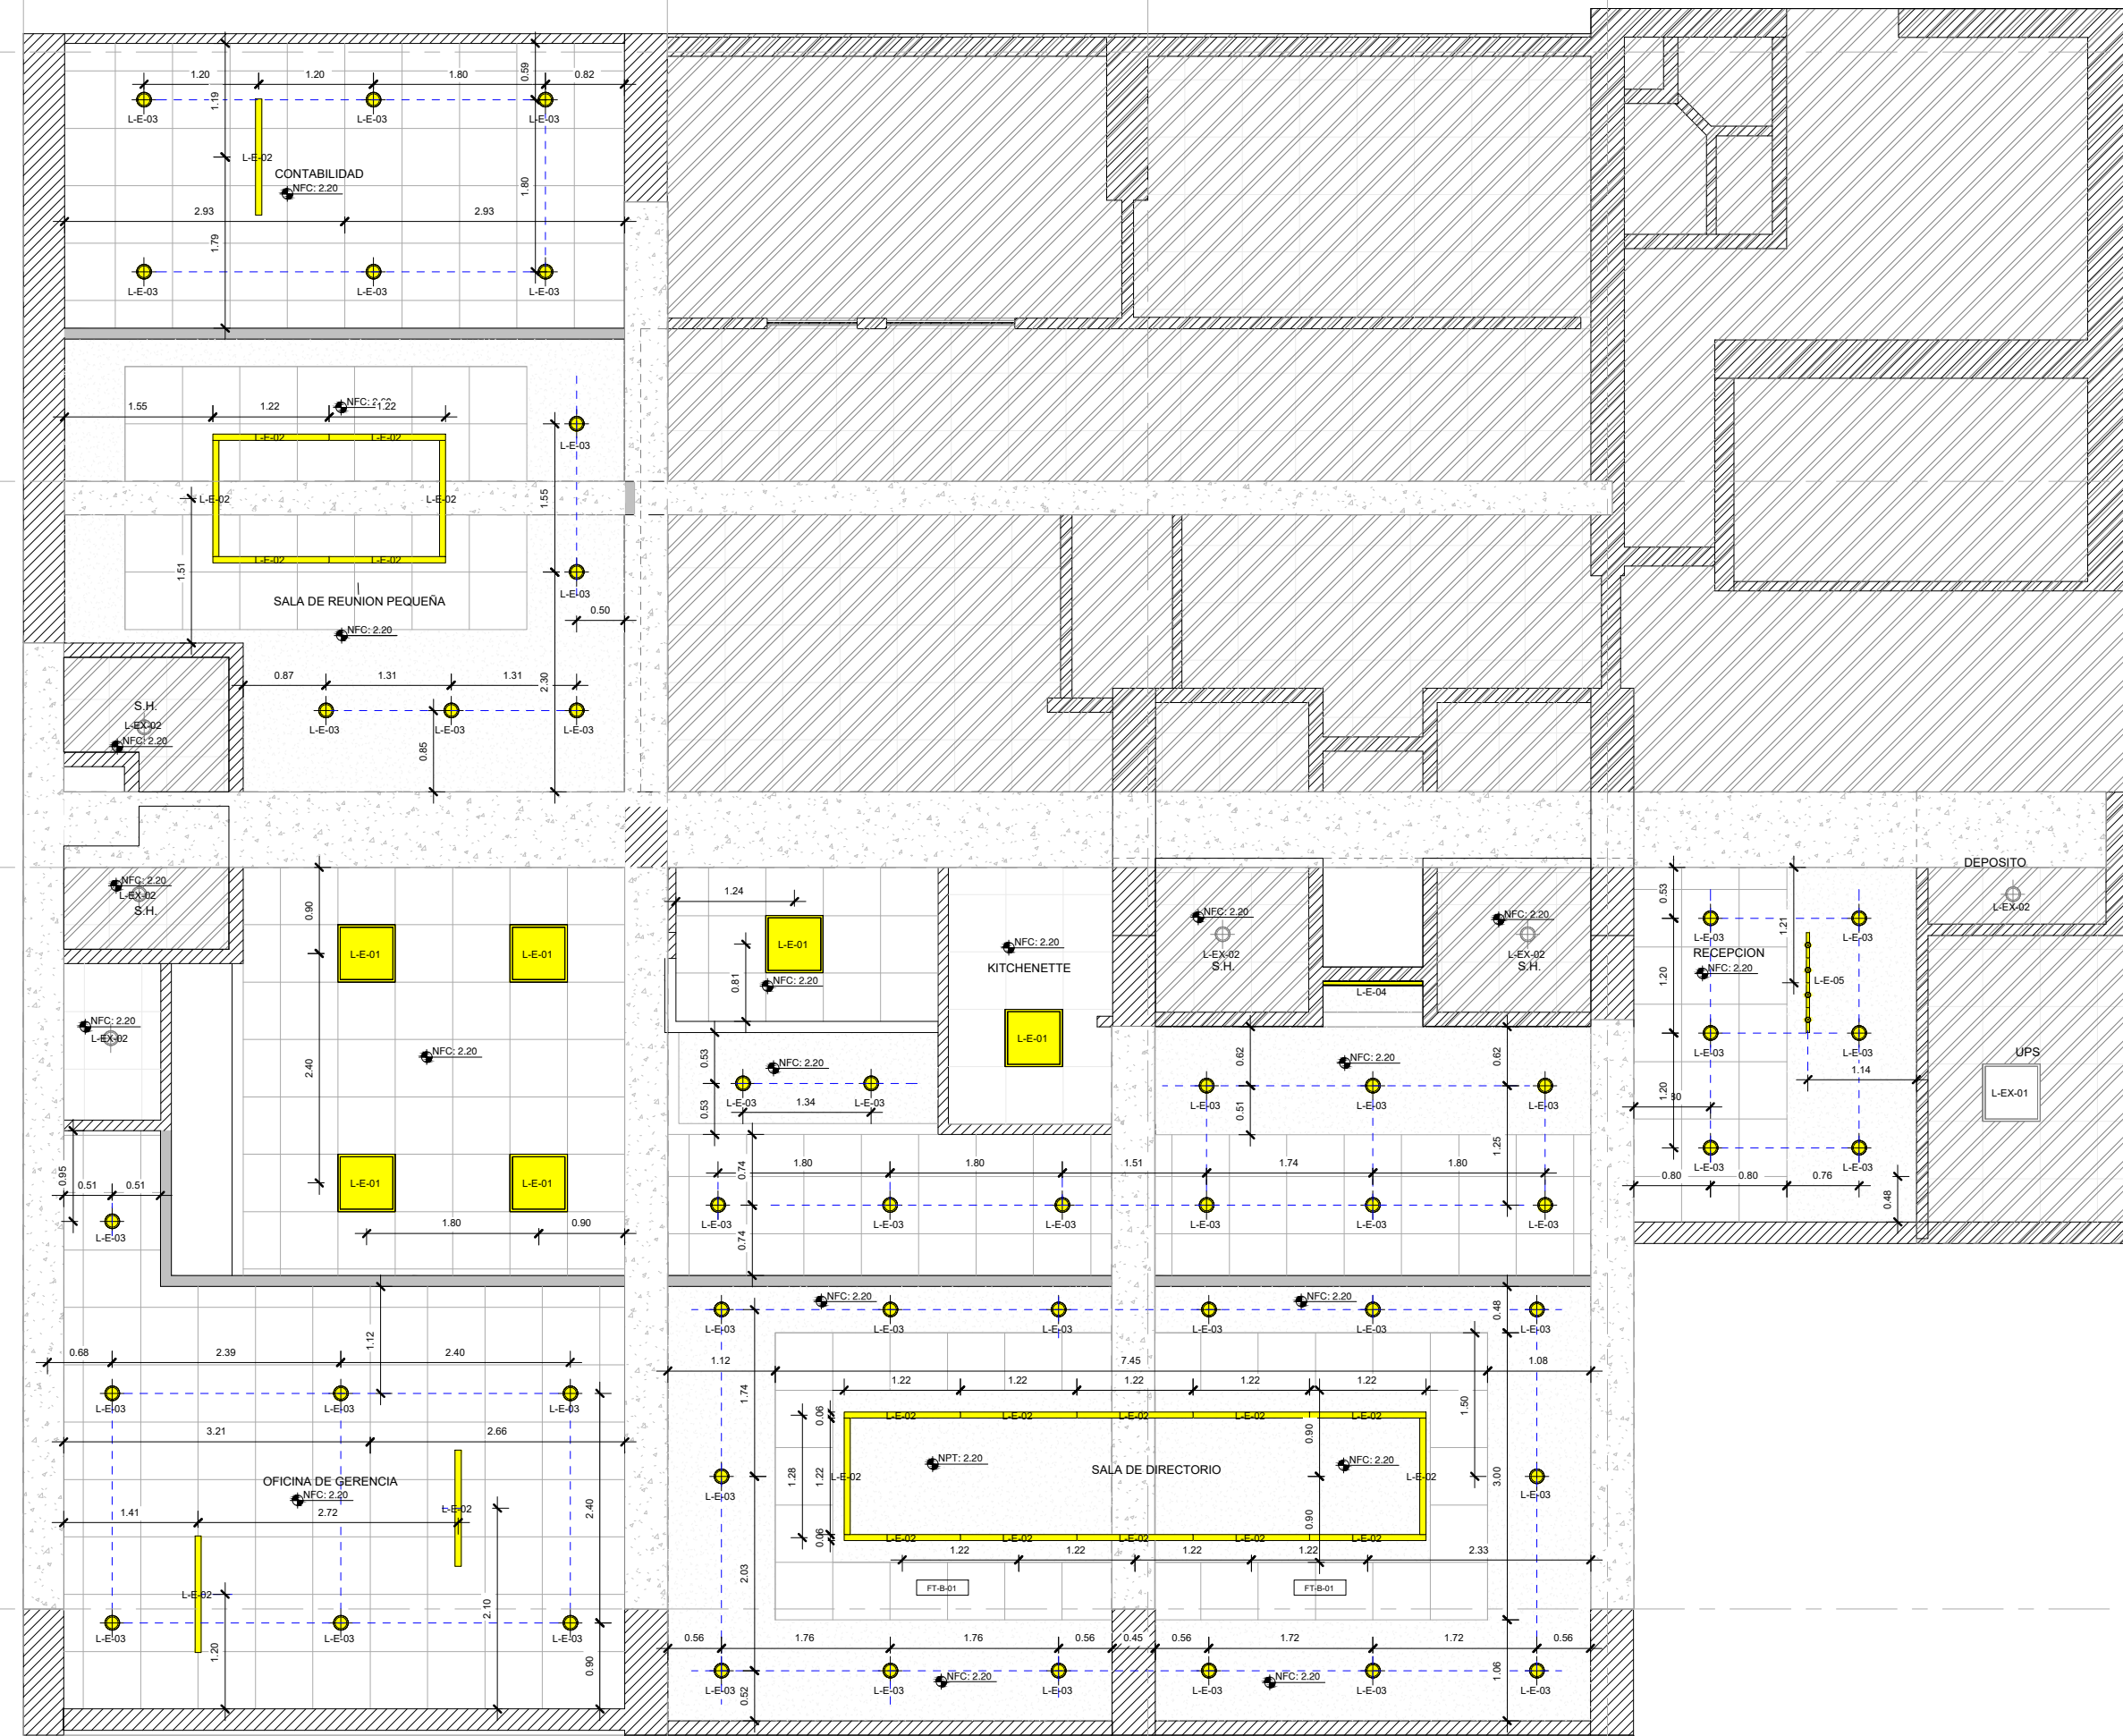 1.20
1.20
1.80
0.59
0.82
1.19
L-E-03
L-E-03
L-E-03
L-E-02
CONTABILIDAD
NFC: 2.20
1.80
2.93
2.93
1.79
L-E-03
L-E-03
L-E-03
1.55
1.22
1.22
L-E-02
L-E-02
L-E-03
L-E-02
L-E-02
1.55
L-E-02
L-E-02
1.51
L-E-03
SALA DE REUNION PEQUEÑA
0.50
NFC: 2.20
0.87
1.31
1.31
2.30
L-E-03
L-E-03
L-E-03
0.85
S.H.
L-EX-02
NFC: 2.20
NFC: 2.20
L-EX-02
S.H.
0.90
L-E-01
L-E-01
NFC: 2.20
L-EX-02
NFC: 2.20
2.40
L-E-01
L-E-01
0.95
0.51
0.51
L-E-03
1.80
0.90
1.24
L-E-01
0.81
NFC: 2.20
NFC: 2.20
KITCHENETTE
L-E-01
0.53
NFC: 2.20
L-E-03
L-E-03
0.53
1.34
NFC: 2.20
L-EX-02
S.H.
L-E-04
NFC: 2.20
L-EX-02
S.H.
0.62
NFC: 2.20
0.62
L-E-03
L-E-03
L-E-03
0.51
1.25
0.74
1.80
1.80
1.51
1.74
1.80
L-E-03
L-E-03
L-E-03
L-E-03
L-E-03
L-E-03
0.74
DEPOSITO
L-EX-02
0.53
1.21
L-E-03
L-E-03
RECEPCION
NFC: 2.20
L-E-05
1.20
L-E-03
L-E-03
UPS
1.14
L-EX-01
1.20
L-E-03
L-E-03
0.80
0.80
0.76
0.48
1.12
0.68
2.39
2.40
L-E-03
L-E-03
L-E-03
3.21
2.66
OFICINA DE GERENCIA
NFC: 2.20
L-E-02
1.41
2.72
2.40
L-E-02
2.10
L-E-03
L-E-03
L-E-03
1.20
0.90
NFC: 2.20
NFC: 2.20
0.48
L-E-03
L-E-03
L-E-03
L-E-03
L-E-03
L-E-03
1.12
7.45
1.08
1.74
1.22
1.22
1.22
1.22
1.22
1.50
0.06
L-E-02
L-E-02
L-E-02
L-E-02
L-E-02
0.90
1.28
1.22
L-E-02
NPT: 2.20
SALA DE DIRECTORIO
NFC: 2.20
L-E-02
L-E-03
L-E-03
3.00
0.06
L-E-02
L-E-02
L-E-02
L-E-02
L-E-02
0.90
1.22
1.22
1.22
1.22
2.33
2.03
FT-B-01
FT-B-01
0.56
1.76
1.76
0.56
0.45
0.56
1.72
1.72
0.56
NFC: 2.20
NFC: 2.20
1.06
L-E-03
L-E-03
L-E-03
L-E-03
L-E-03
L-E-03
0.52